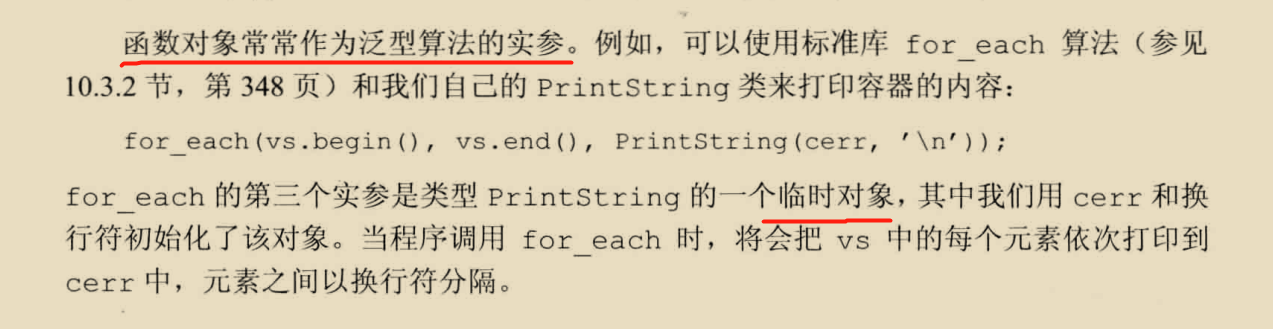 函数对象常常作为泛型算法的实参。例如，可以使用标准库 for_each 算法（参见
10.3.2 节，第 348 页）和我们自己的 PrintString 类来打印容器的内容：
for_each(vs.begin(), vs.end(), PrintString(cerr, '\n'));
for_each 的第三个实参是类型 PrintString 的一个临时对象，其中我们用 cerr 和换
行符初始化了该对象。当程序调用 for_each 时，将会把 vs 中的每个元素依次打印到
cerr 中，元素之间以换行符分隔。